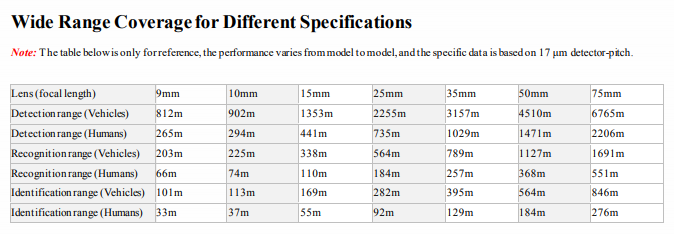 Wide Range Coverage for Different Specifications
Note: The table below is only for reference, the performance varies from model to model, and the specific data is based on 17 μm detector-pitch.
Lens (focal length) 9mm 10mm 15mm 25mm 35mm 50mm 75mm
Detection range (Vehicles) 812m 902m 1353m 2255m 3157m 4510m 6765m
Detection range (Humans) 265m 294m 441m 735m 1029m 1471m 2206m
Recognition range (Vehicles) 203m 225m 338m 564m 789m 1127m 1691m
Recognition range (Humans) 66m 74m 110m 184m 257m 368m 551m
Identification range (Vehicles) 101m 113m 169m 282m 395m 564m 846m
Identification range (Humans) 33m 37m 55m 92m 129m 184m 276m